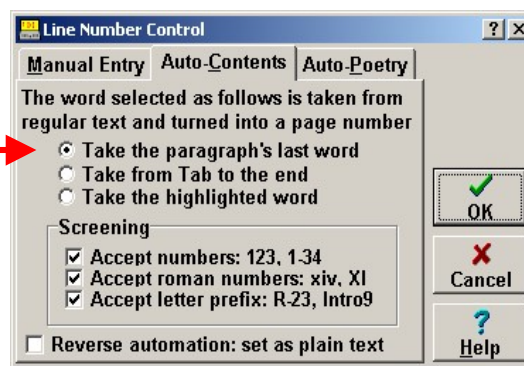 Line Number Control
Manual Entry
Auto-Contents
Auto-Poetry
The word selected as follows is taken from
regular text and turned into a page number
Take the paragraph's last word
Take from Tab to the end
Take the highlighted word
Screening
Accept numbers: 123, 1-34
Accept roman numbers: xiv, XI
Accept letter prefix: R-23, Intro9
Reverse automation: set as plain text
OK
Cancel
Help